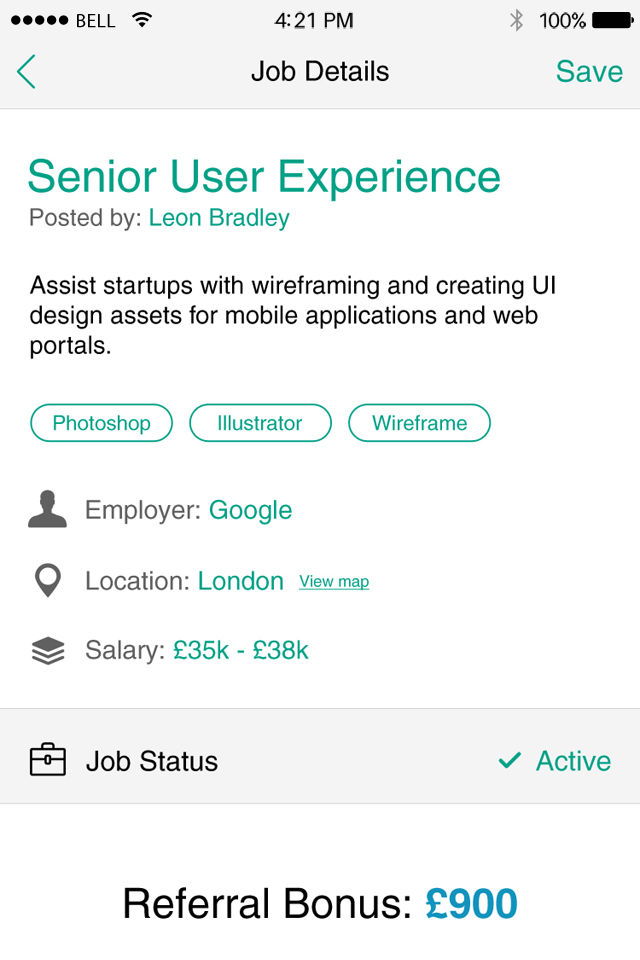 BELL 4:21 PM 100%
Job Details Save
Senior User Experience
Posted by: Leon Bradley
Assist startups with wireframing and creating UI
design assets for mobile applications and web
portals.
Photoshop Illustrator Wireframe
Employer: Google
Location: London View map
Salary: £35k - £38k
Job Status Active
Referral Bonus: £900